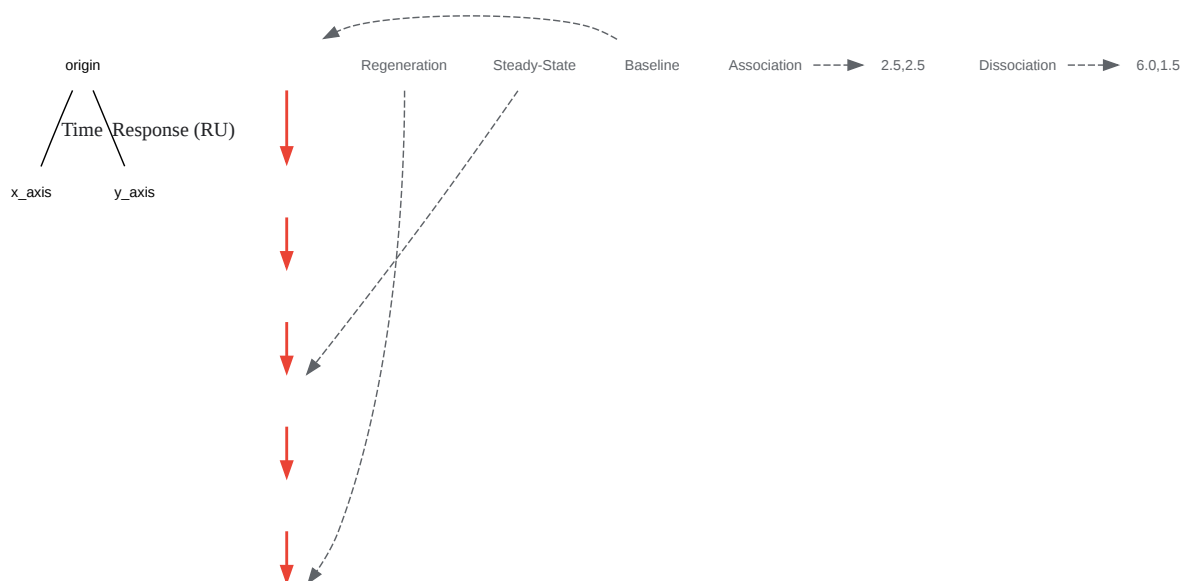 origin
Regeneration
Steady-State
Baseline
Association
2.5,2.5
Dissociation
6.0,1.5
Time
Response (RU)
x_axis
y_axis